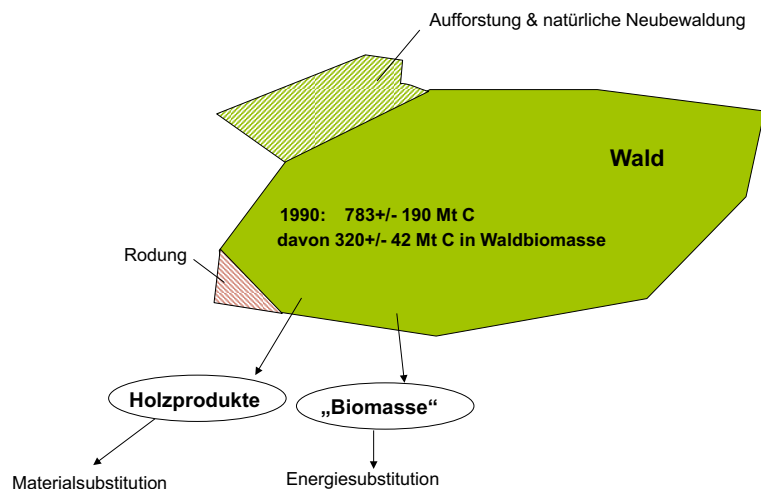 Aufforstung & natürliche Neubewaldung
Wald
1990: 783+/- 190 Mt C
davon 320+/- 42 Mt C in Waldbiomasse
Rodung
Holzprodukte
„Biomasse“
Materialsubstitution
Energiesubstitution